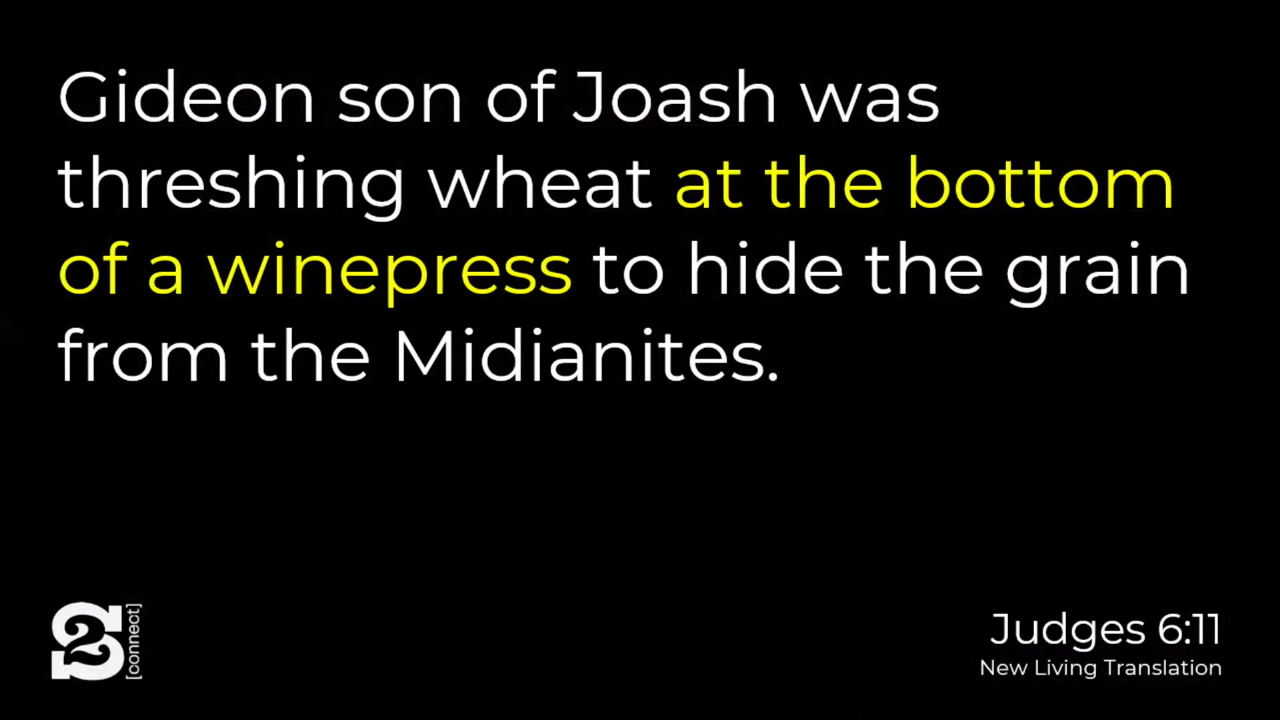 Gideon son of Joash was
threshing wheat at the bottom
of a winepress to hide the grain
from the Midianites.
S2
[connect]
Judges 6:11
New Living Translation